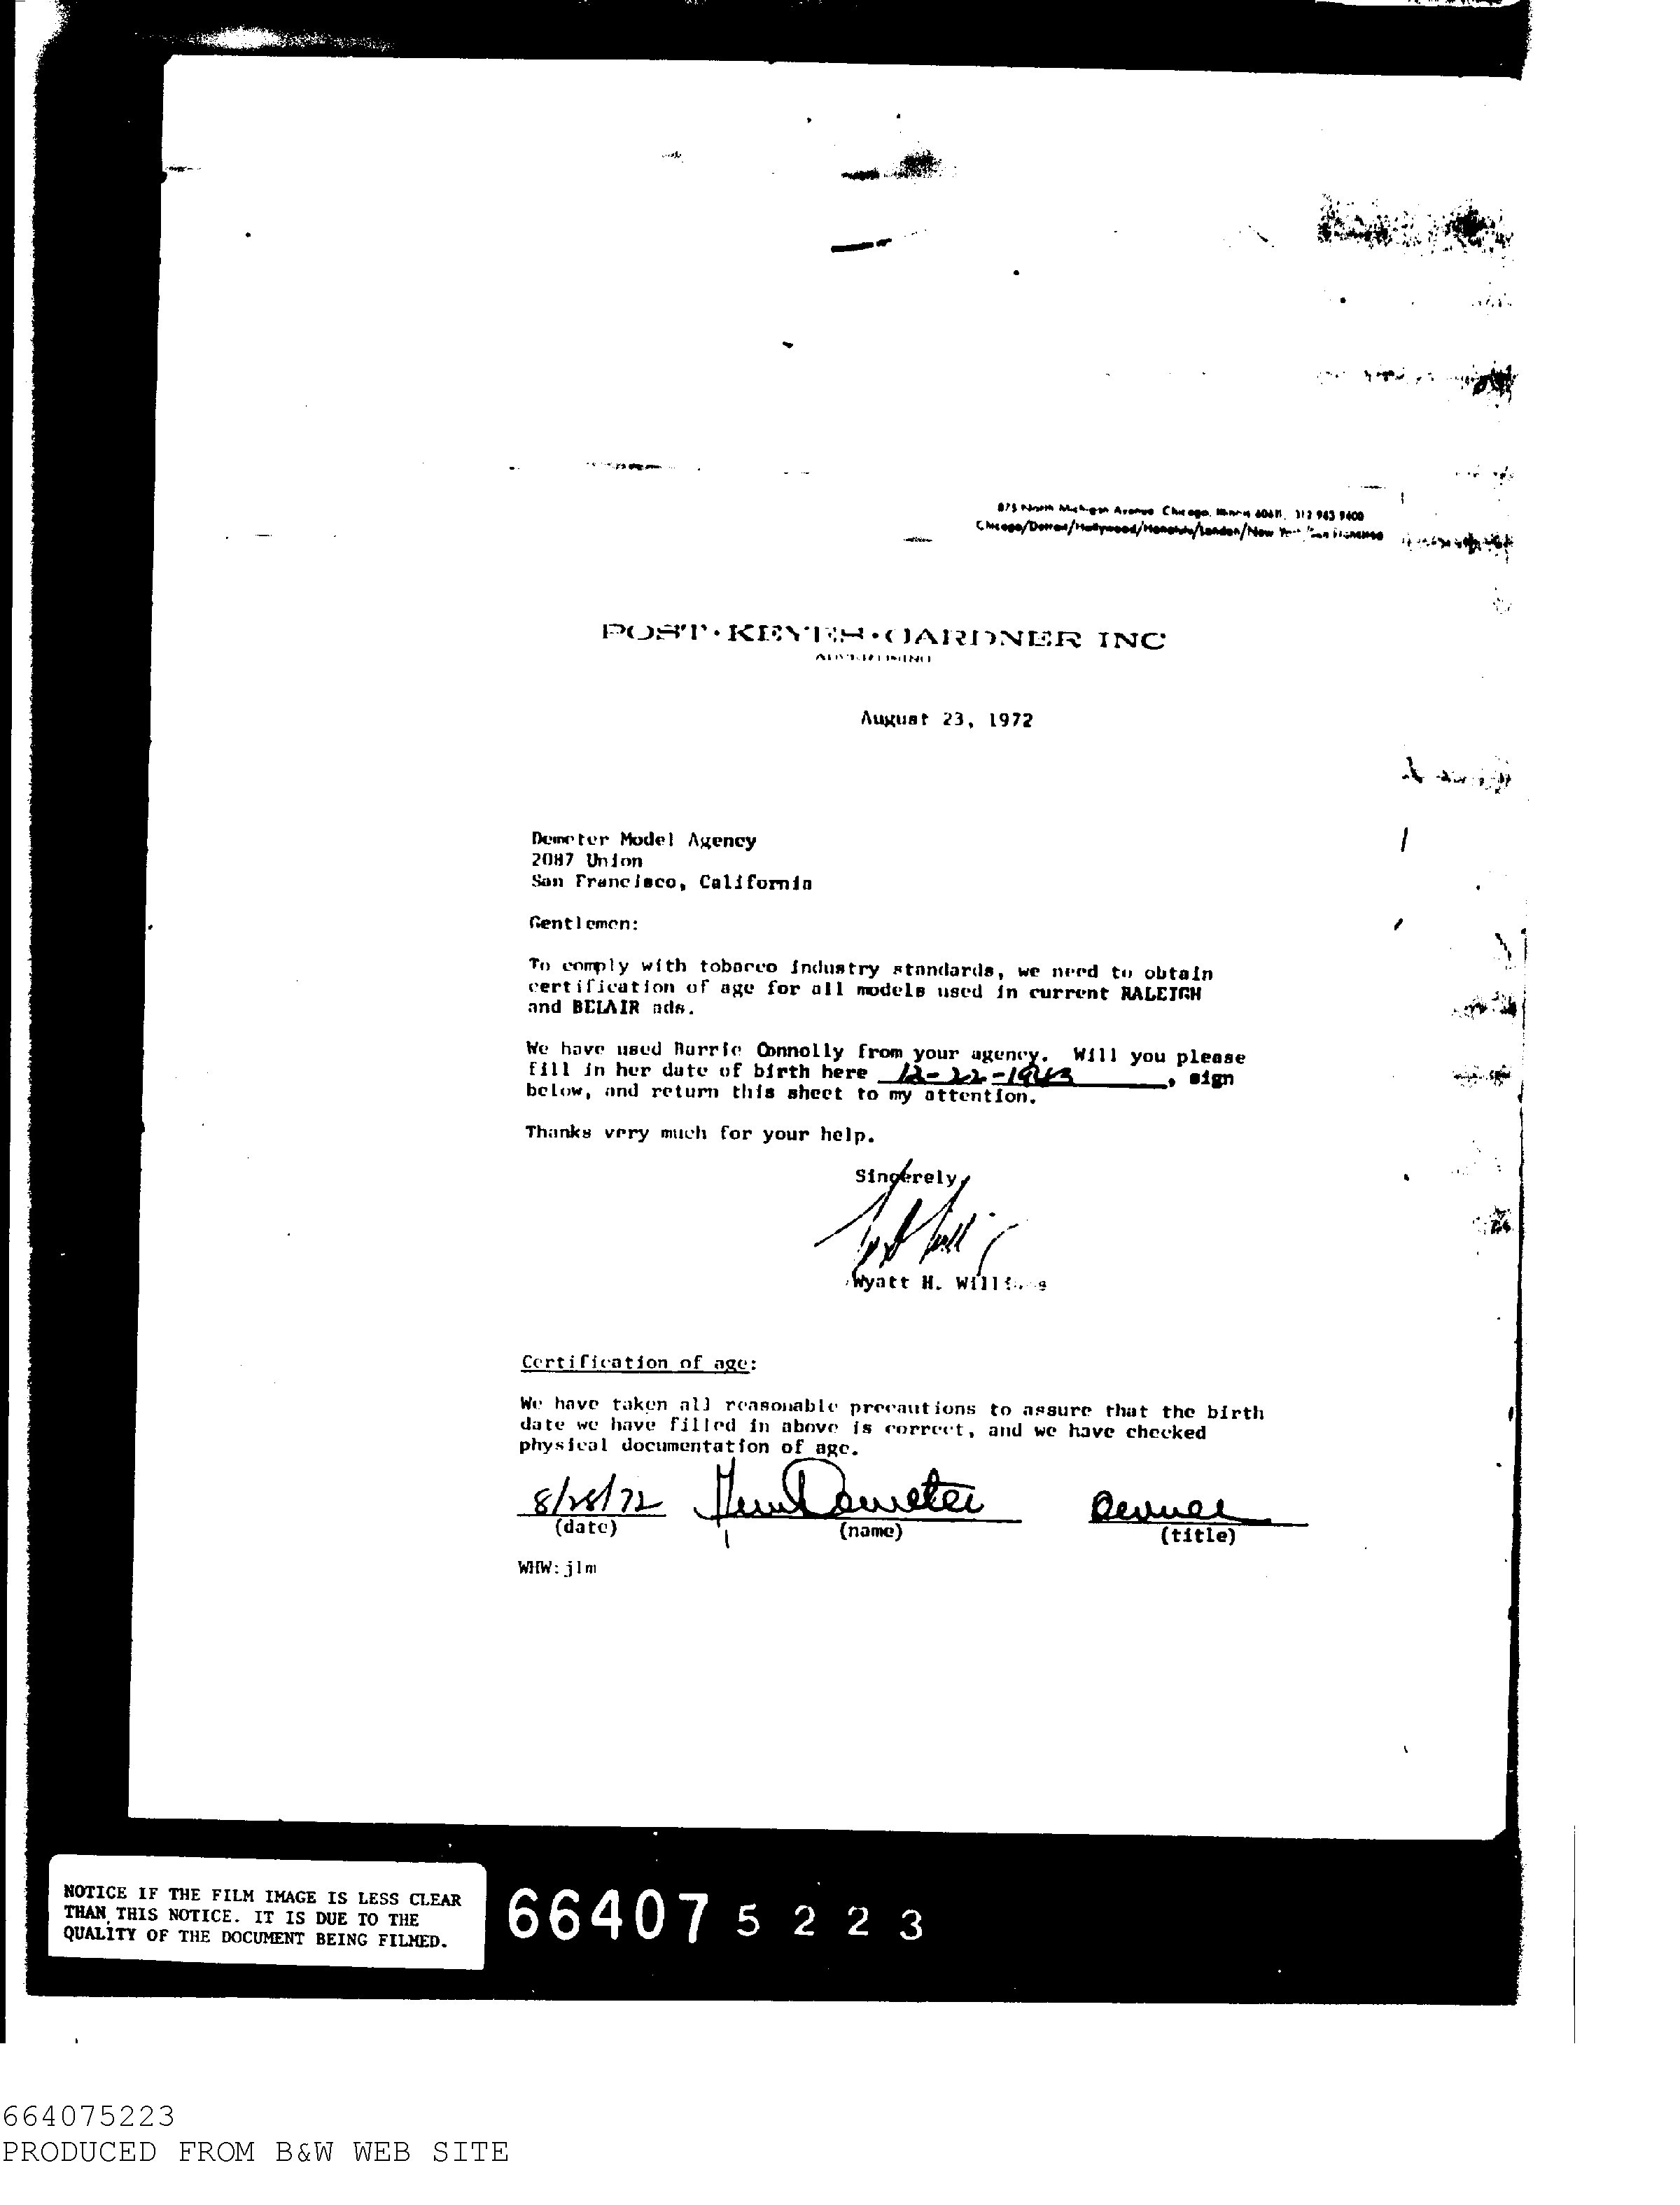 875 North Michigan Avenue Chicago, Illinois 60611, 312 943 9400
Chicago/Detroit/Hollywood/Honolulu/London/New York/San Francisco
POST·KEYES·GARDNER INC
ADVERTISING
August 23, 1972
Demeter Model Agency
2087 Union
San Francisco, California
Gentlemen:
To comply with tobacco industry standards, we need to obtain
certification of age for all models used in current RALEIGH
and BELAIR ads.
We have used Barrie Connolly from your agency. Will you please
fill in her date of birth here 12-22-1943, sign
below, and return this sheet to my attention.
Thanks very much for your help.
Sincerely,
Wyatt H. Williams
Certification of age:
We have taken all reasonable precautions to assure that the birth
date we have filled in above is correct, and we have checked
physical documentation of age.
8/28/72 Demeter Owner
(date) (name) (title)
WHW:jlm
NOTICE IF THE FILM IMAGE IS LESS CLEAR
THAN THIS NOTICE. IT IS DUE TO THE
QUALITY OF THE DOCUMENT BEING FILMED.
66407 5 2 2 3
664075223
PRODUCED FROM B&W WEB SITE